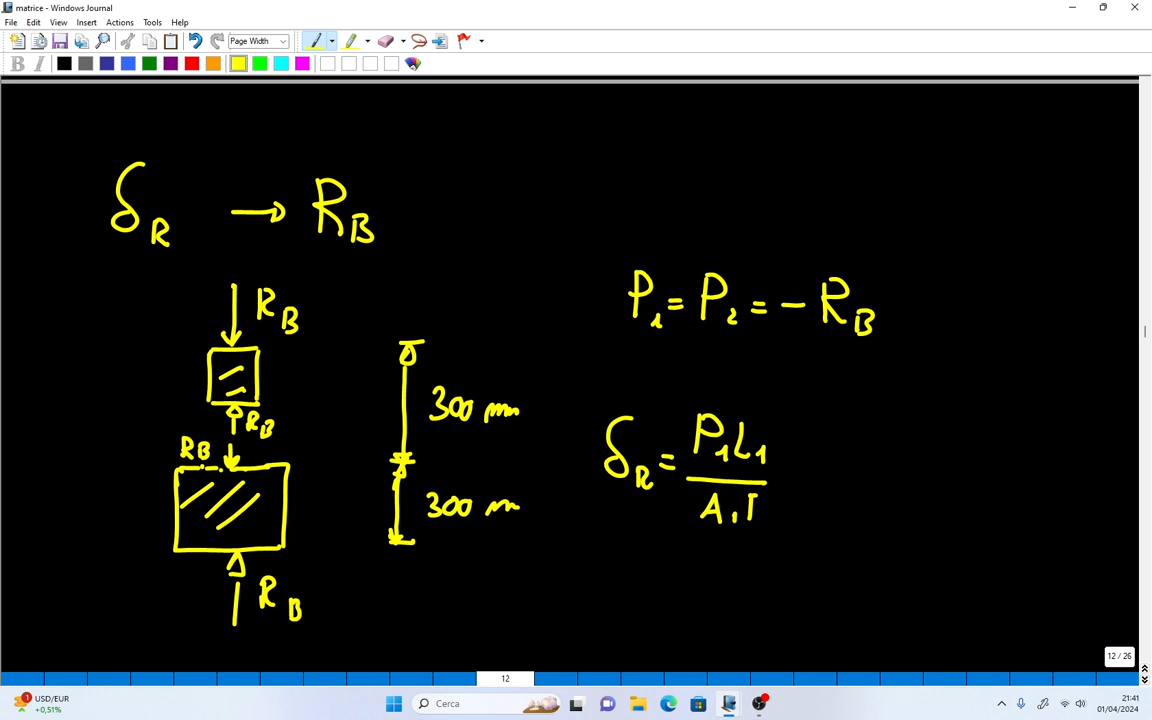 matrice - Windows Journal
File Edit View Insert Actions Tools Help
Page Width
B I
δR → RB
RB
P1 = P2 = - RB
300 mm
RB
RB
δR = P1L1
A1
300 mm
RB
12 / 26
12
USD/EUR
+0,51%
1
Cerca
21:41
01/04/2024